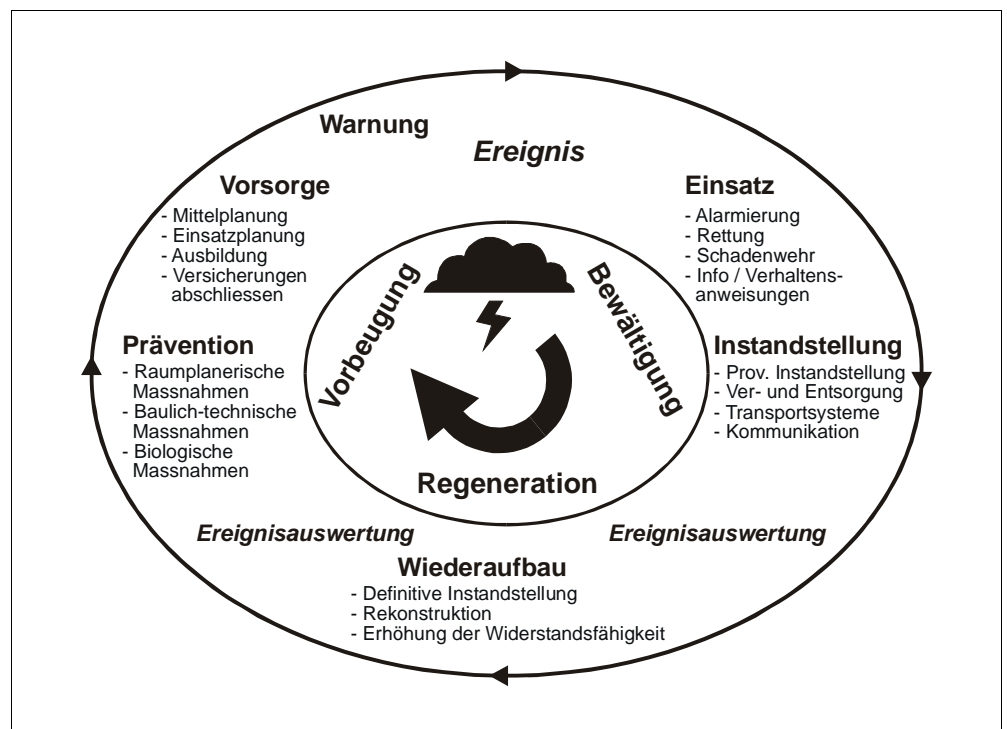 Warnung
Ereignis
Vorsorge
- Mittelplanung
- Einsatzplanung
- Ausbildung
- Versicherungen
abschliessen
Einsatz
- Alarmierung
- Rettung
- Schadenwehr
- Info / Verhaltens-
anweisungen
Vorbeugung
Bewältigung
Regeneration
Prävention
- Raumplanerische
Massnahmen
- Baulich-technische
Massnahmen
- Biologische
Massnahmen
Instandstellung
- Prov. Instandstellung
- Ver- und Entsorgung
- Transportsysteme
- Kommunikation
Ereignisauswertung
Ereignisauswertung
Wiederaufbau
- Definitive Instandstellung
- Rekonstruktion
- Erhöhung der Widerstandsfähigkeit